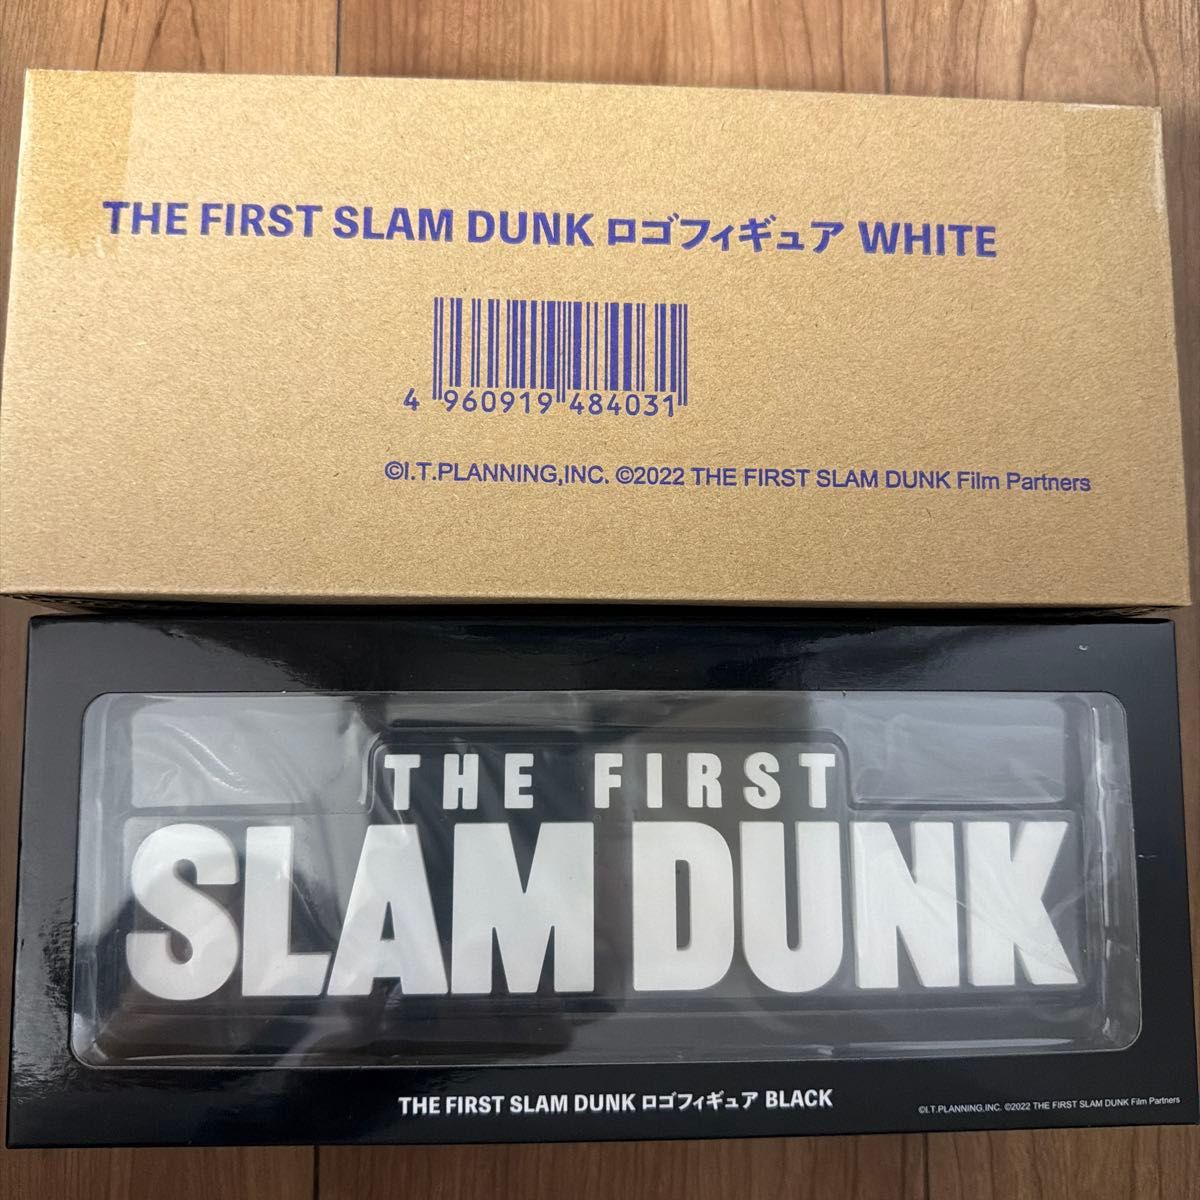 THE FIRST SLAM DUNK ロゴフィギュア WHITE
4 960919 484031
©I.T.PLANNING,INC. ©2022 THE FIRST SLAM DUNK Film Partners
THE FIRST
SLAM DUNK
THE FIRST SLAM DUNK ロゴフィギュア BLACK
©I.T.PLANNING,INC. ©2022 THE FIRST SLAM DUNK Film Partners